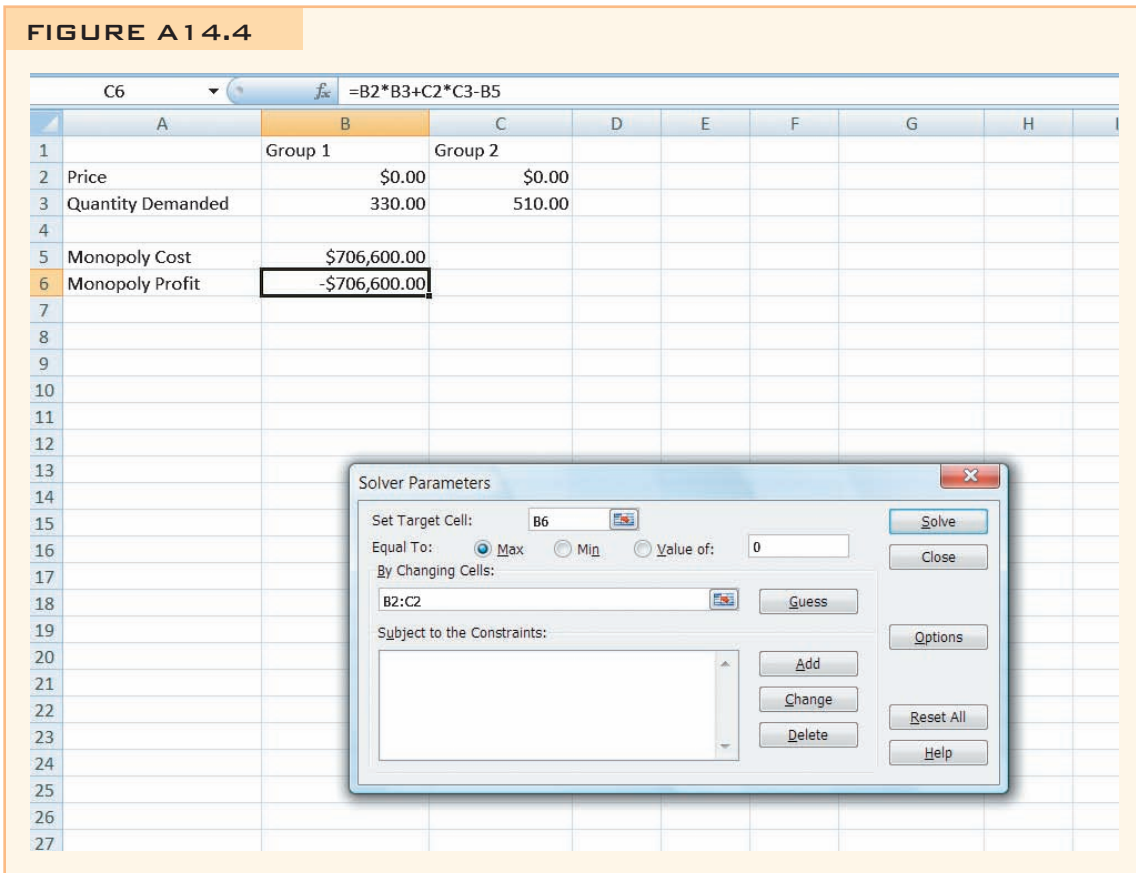 FIGURE A14.4
C6 fx =B2*B3+C2*C3-B5
A B C D E F G H I
1 Group 1 Group 2
2 Price $0.00 $0.00
3 Quantity Demanded 330.00 510.00
4
5 Monopoly Cost $706,600.00
6 Monopoly Profit -$706,600.00
7
8
9
10
11
12
13
14
15
16
17
18
19
20
21
22
23
24
25
26
27
Solver Parameters
Set Target Cell: B6 Solve
Equal To: Max Min Value of: 0 Close
By Changing Cells:
B2:C2 Guess
Subject to the Constraints: Options
Add
Change
Reset All
Delete
Help